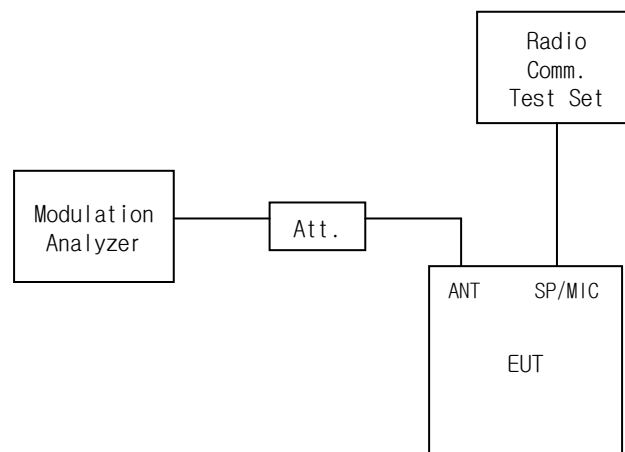 Radio
Comm.
Test Set
Modulation
Analyzer
Att.
ANT
SP/MIC
EUT